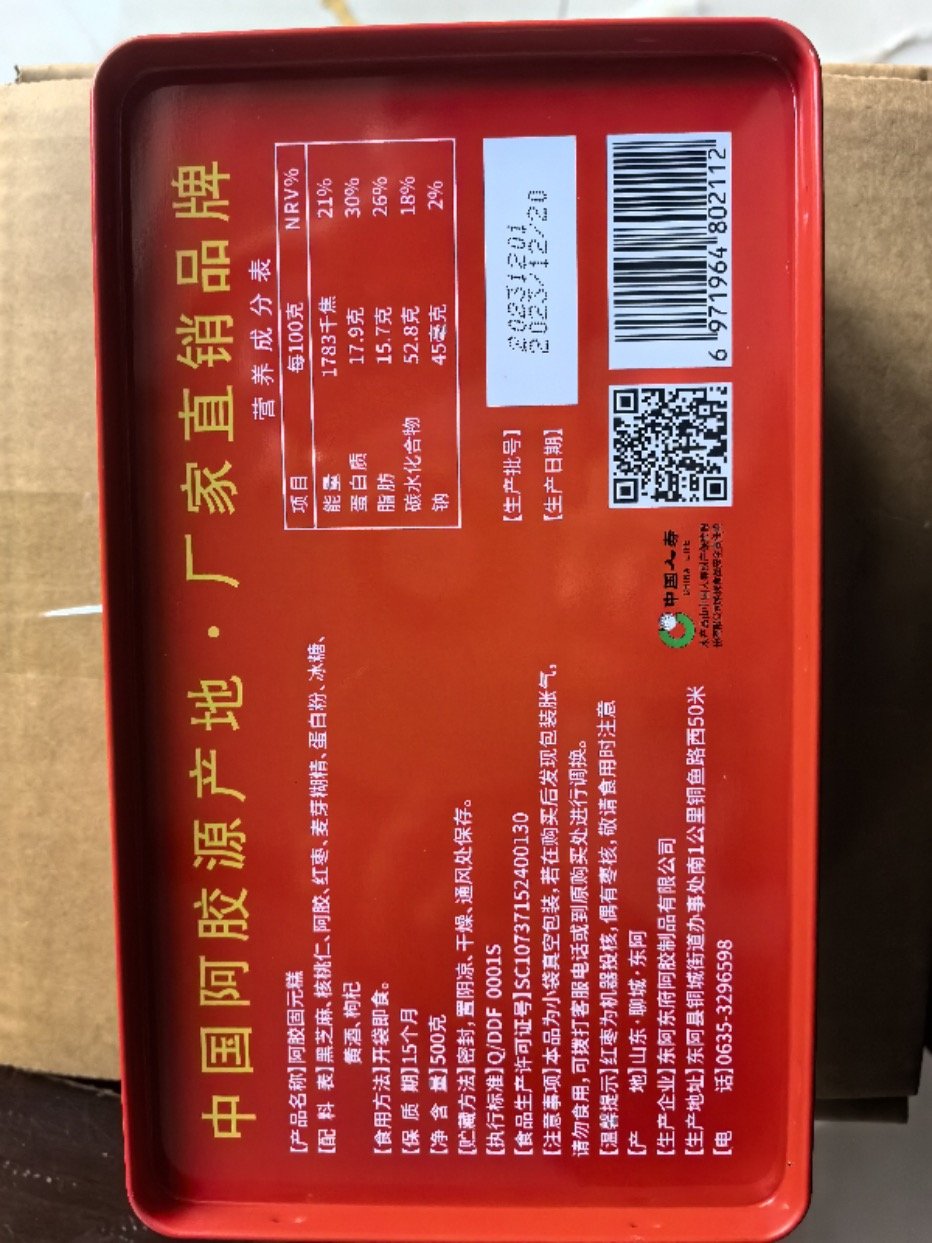 中国阿胶源产地·厂家直销品牌
【产品名称】阿胶固元糕
【配 料 表】黑芝麻、核桃仁、阿胶、红枣、麦芽糊精、蛋白粉、冰糖、
黄酒、枸杞
【食用方法】开袋即食。
【保 质 期】15个月
【净 含 量】500克
【贮藏方法】密封，置阴凉、干燥、通风处保存。
【执行标准】Q/DDF 0001S
【食品生产许可证号】SC10737152400130
【注意事项】本品为小袋真空包装，若在购买后发现包装胀气，
请勿食用，可拨打客服电话或到原购买处进行调换。
【温馨提示】红枣为机器投核，偶有枣核，敬请食用时注意
【产 地】山东·聊城·东阿
【生产企业】东阿东府阿胶制品有限公司
【生产地址】东阿县铜城街道办事处南1公里铜鱼路西50米
【电 话】0635-3296598
营养成分表
项目 每100克 NRV%
能量 1783千焦 21%
蛋白质 17.9克 30%
脂肪 15.7克 26%
碳水化合物 52.8克 18%
钠 45毫克 2%
【生产批号】 20231201
【生产日期】 2023/12/20
中国人寿
CHINA LIFE
6 971964 802112